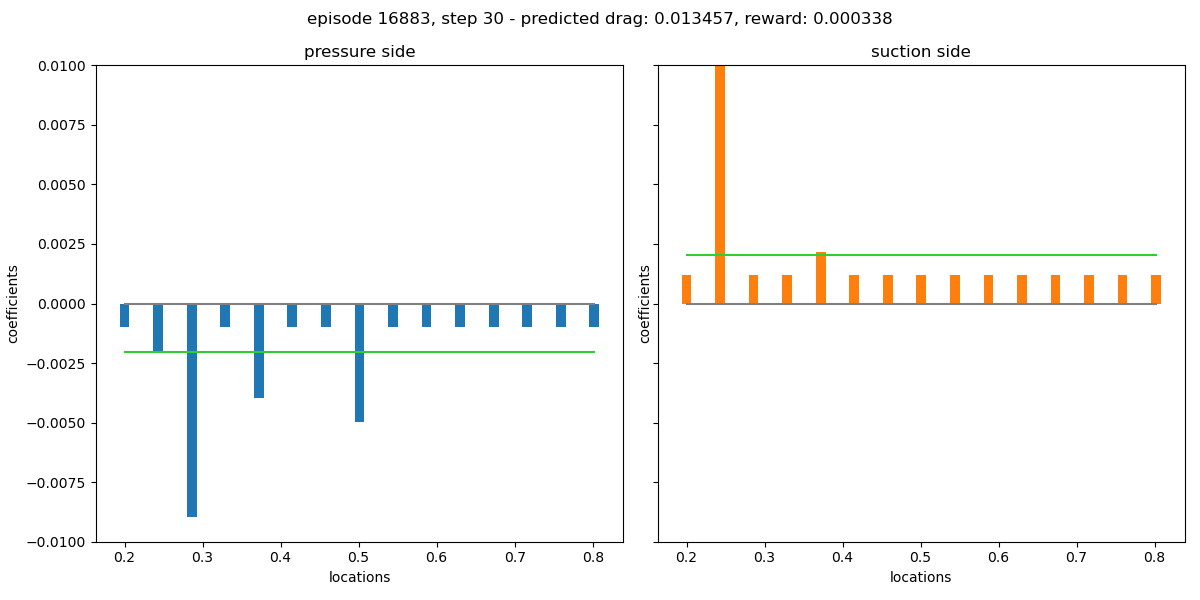 episode 16883, step 30 - predicted drag: 0.013457, reward: 0.000338
pressure side
suction side
0.0100
0.0075
0.0050
0.0025
0.0000
−0.0025
−0.0050
−0.0075
−0.0100
coefficients
0.2 0.3 0.4 0.5 0.6 0.7 0.8
locations
coefficients
0.2 0.3 0.4 0.5 0.6 0.7 0.8
locations